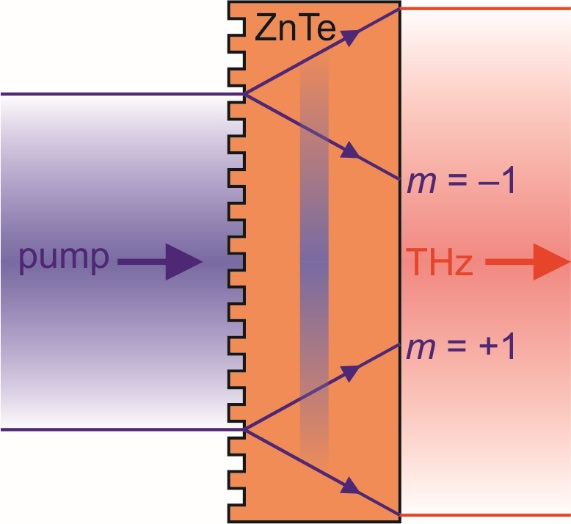 ZnTe
m = –1
pump
THz
m = +1